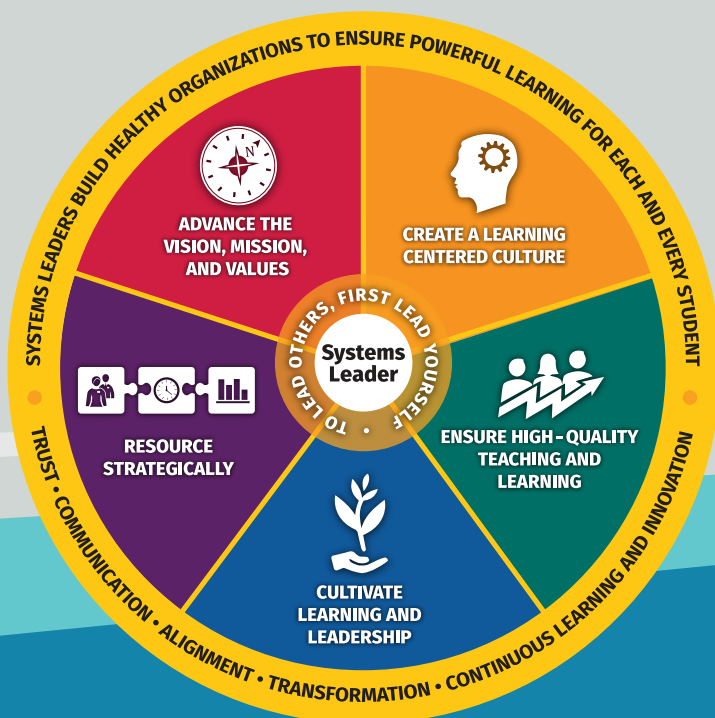 SYSTEMS LEADERS BUILD HEALTHY ORGANIZATIONS TO ENSURE POWERFUL LEARNING FOR EACH AND EVERY STUDENT
N
ADVANCE THE
VISION, MISSION,
AND VALUES
CREATE A LEARNING
CENTERED CULTURE
TO LEAD OTHERS, FIRST LEAD YOURSELF •
Systems
Leader
RESOURCE
STRATEGICALLY
ENSURE HIGH-QUALITY
TEACHING AND
LEARNING
CULTIVATE
LEARNING AND
LEADERSHIP
TRUST • COMMUNICATION • ALIGNMENT • TRANSFORMATION • CONTINUOUS LEARNING AND INNOVATION